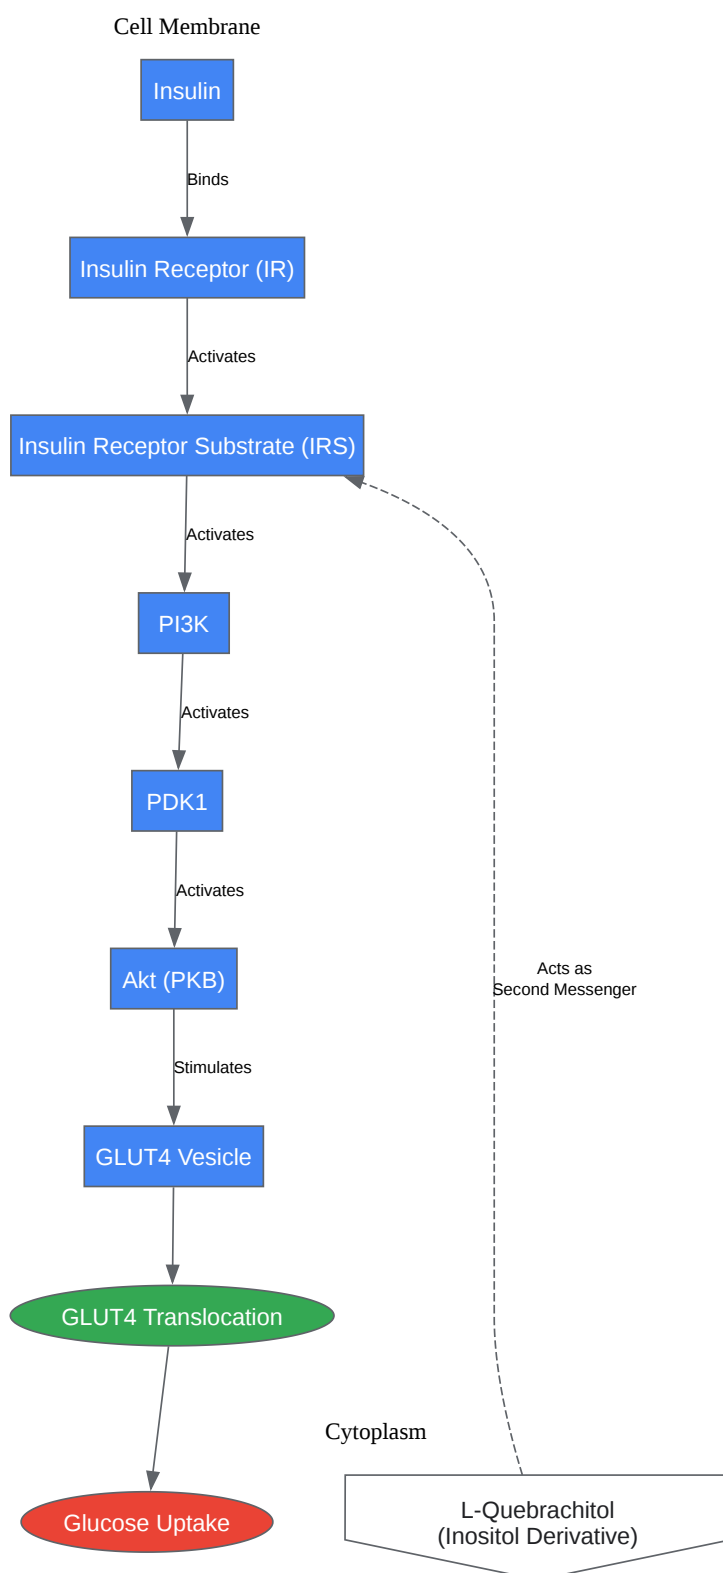 Cell Membrane
Insulin
Binds
Insulin Receptor (IR)
Activates
Insulin Receptor Substrate (IRS)
Activates
PI3K
Activates
PDK1
Activates
Akt (PKB)
Acts as
Second Messenger
Stimulates
GLUT4 Vesicle
GLUT4 Translocation
Cytoplasm
Glucose Uptake
L-Quebrachitol
(Inositol Derivative)